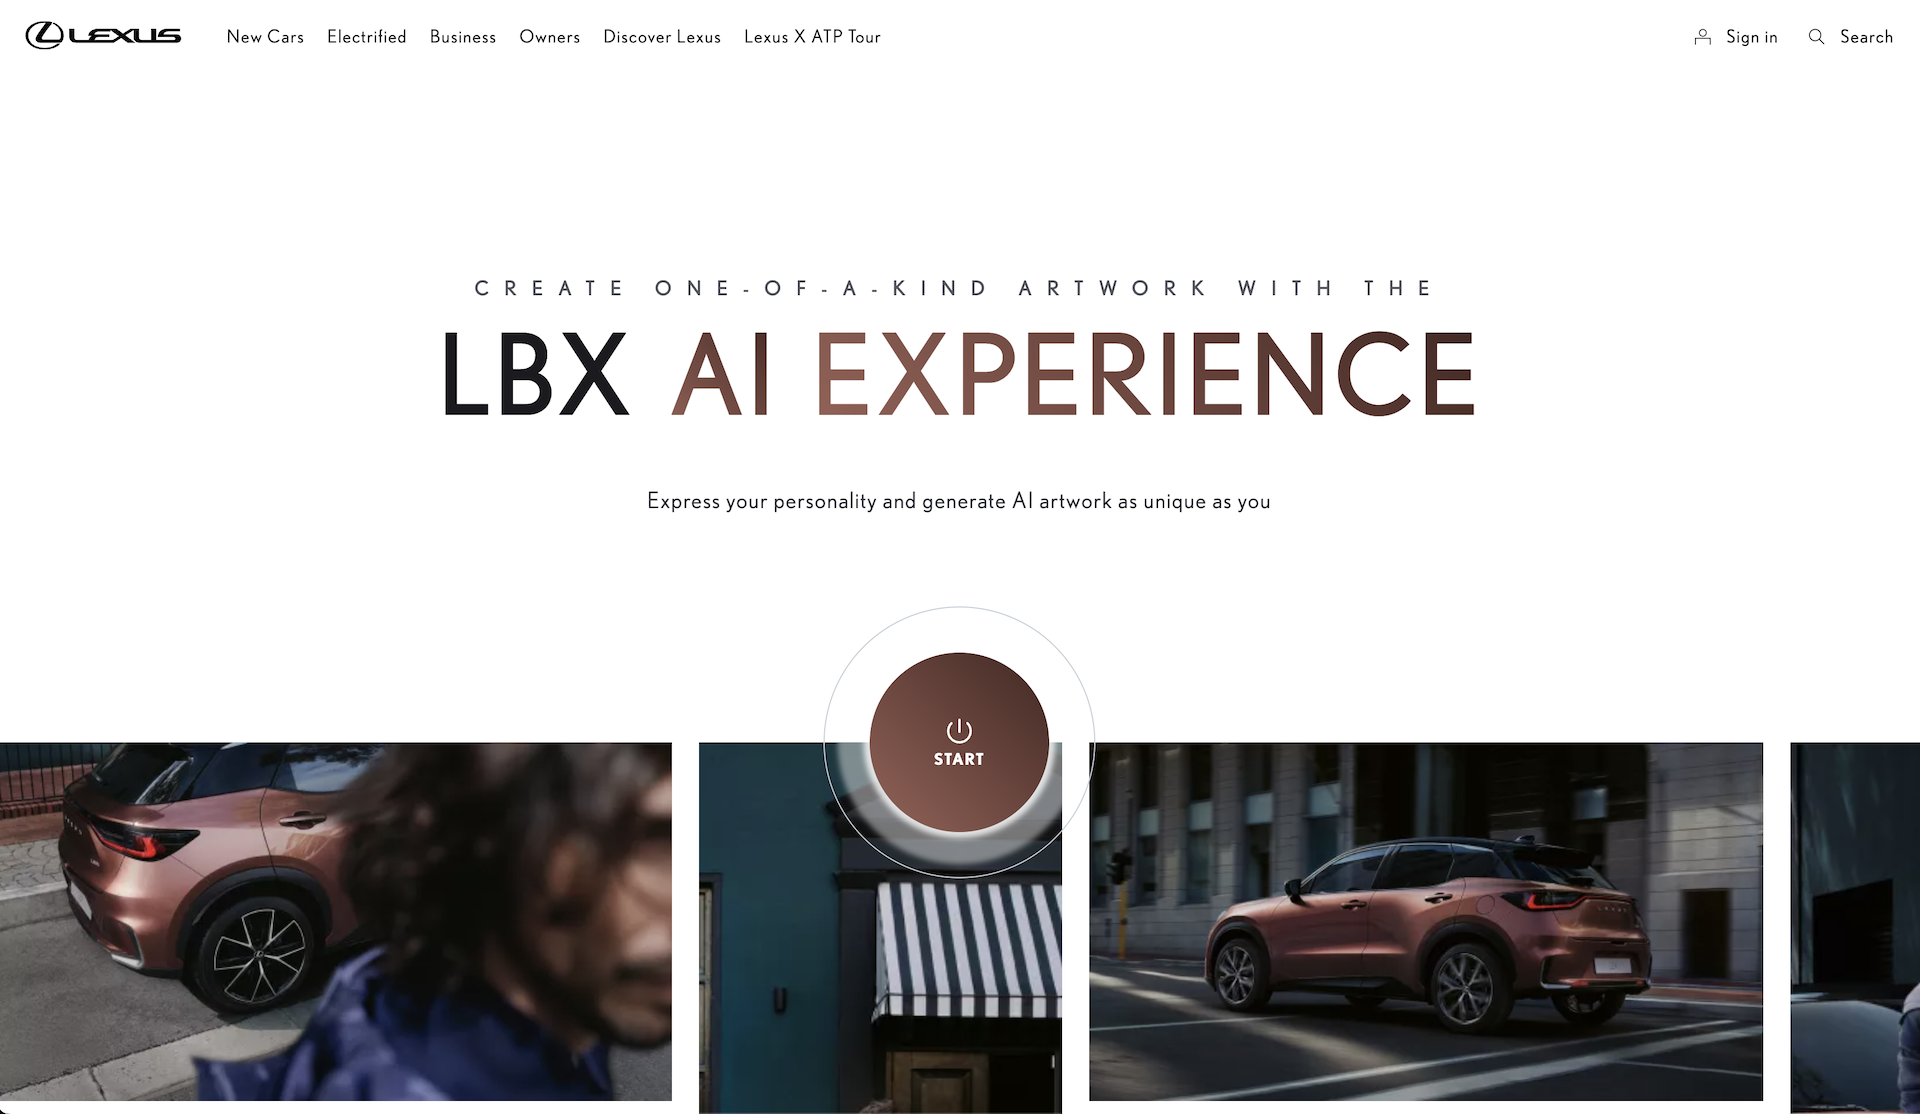 LEXUS
New Cars
Electrified
Business
Owners
Discover Lexus
Lexus X ATP Tour
Sign in
Search
CREATE ONE-OF-A-KIND ARTWORK WITH THE
LBX AI EXPERIENCE
Express your personality and generate AI artwork as unique as you
START